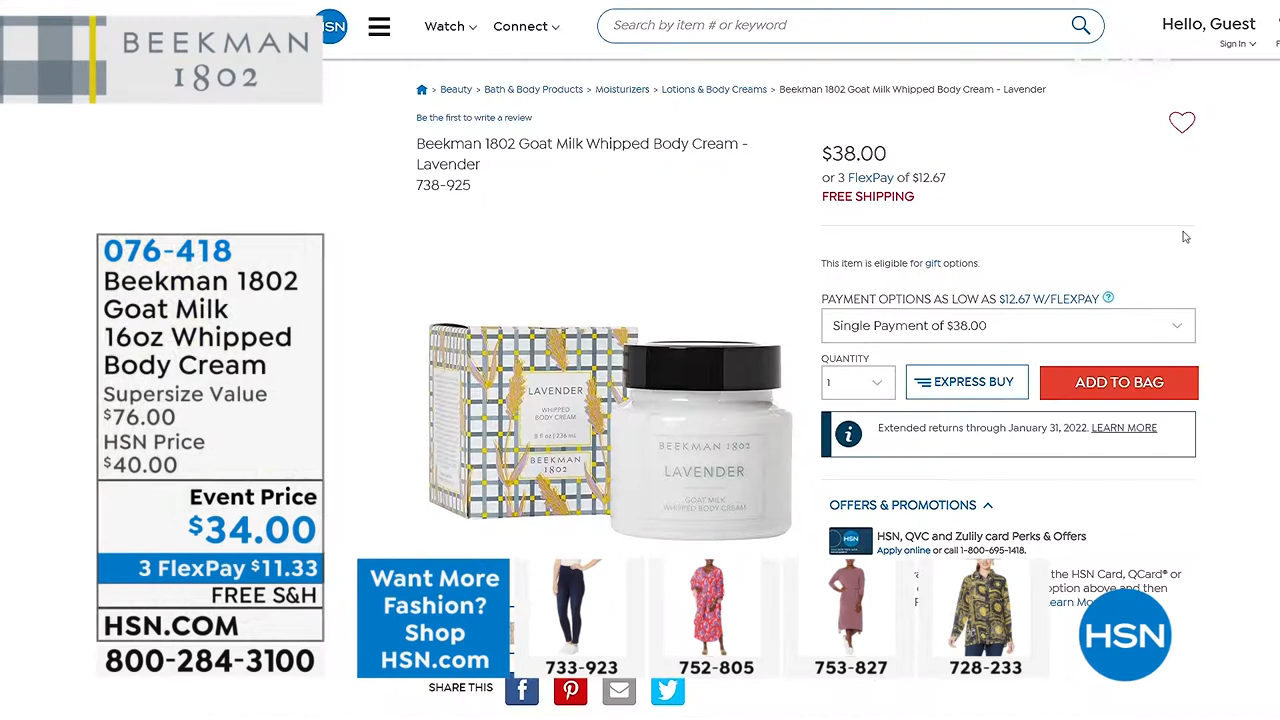 BEEKMAN
1802
HSN
Watch
Connect
Search by item # or keyword
Hello, Guest
Sign In
> Beauty > Bath & Body Products > Moisturizers > Lotions & Body Creams > Beekman 1802 Goat Milk Whipped Body Cream - Lavender
Be the first to write a review
Beekman 1802 Goat Milk Whipped Body Cream -
Lavender
738-925
$38.00
or 3 FlexPay of $12.67
FREE SHIPPING
This item is eligible for gift options.
PAYMENT OPTIONS AS LOW AS $12.67 W/FLEXPAY ?
Single Payment of $38.00
QUANTITY
1
EXPRESS BUY
ADD TO BAG
i
Extended returns through January 31, 2022. LEARN MORE
OFFERS & PROMOTIONS
HSN
HSN, QVC and Zulily card Perks & Offers
Apply online or call 1-800-695-1418.
the HSN Card, QCard® or
option above and then
076-418
Beekman 1802
Goat Milk
16oz Whipped
Body Cream
Supersize Value
$76.00
HSN Price
$40.00
Event Price
$34.00
3 FlexPay $11.33
FREE S&H
HSN.COM
800-284-3100
LAVENDER
WHIPPED
BODY CREAM
8 fl oz | 236 mL
BEEKMAN
1802
BEEKMAN 1802
LAVENDER
GOAT MILK
WHIPPED BODY CREAM
Want More
Fashion?
Shop
HSN.com
733-923
752-805
753-827
728-233
HSN
SHARE THIS